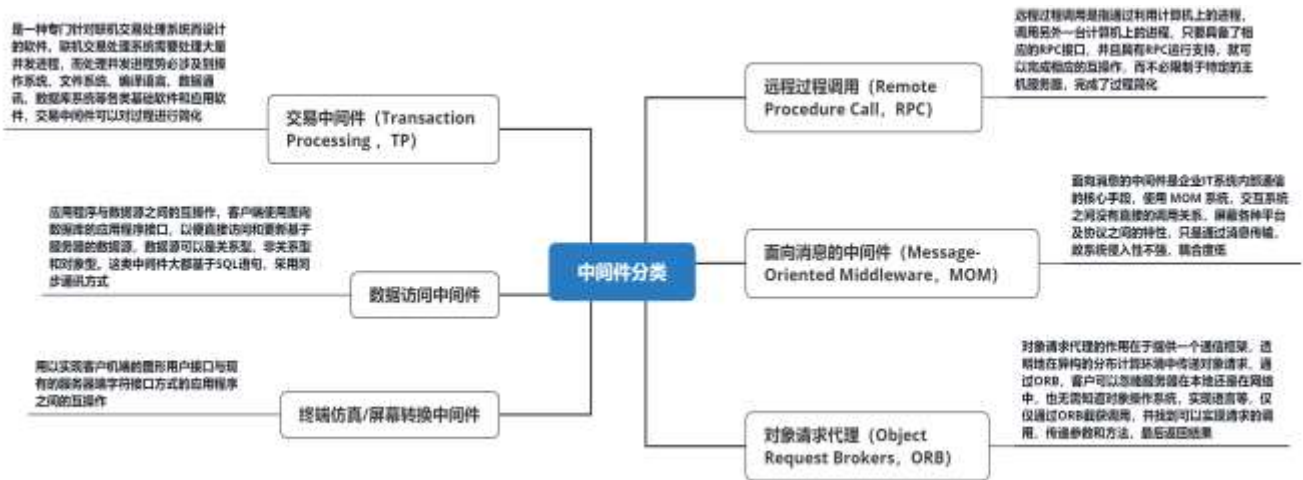 是一种专门针对联机交易处理系统而设计
的软件，联机交易处理系统需要处理大量
并发进程，而处理并发进程势必涉及到操
作系统、文件系统、编译语言、数据通
讯、数据库系统等各类基础软件和应用软
件，交易中间件可以对过程进行简化
交易中间件（Transaction
Processing ，TP）
应用程序与数据源之间的互操作，客户端使用面向
数据库的应用程序接口，以便直接访问和更新基于
服务器的数据源，数据源可以是关系型、非关系型
和对象型。这类中间件大都基于SQL语句，采用同
步通讯方式
数据访问中间件
用以实现客户机端的图形用户接口与现
有的服务器端字符接口方式的应用程序
之间的互操作
终端仿真/屏幕转换中间件
中间件分类
远程过程调用是指通过利用计算机上的进程，
调用另外一台计算机上的进程，只要具备了相
应的RPC接口，并且具有RPC运行支持，就可
以完成相应的互操作，而不必限制于特定的主
机服务器，完成了过程简化
远程过程调用（Remote
Procedure Call，RPC）
面向消息的中间件是企业IT系统内部通信
的核心手段，使用 MOM 系统，交互系统
之间没有直接的调用关系，屏蔽各种平台
及协议之间的特性，只是通过消息传输，
故系统侵入性不强，耦合度低
面向消息的中间件（Message-
Oriented Middleware，MOM）
对象请求代理的作用在于提供一个通信框架，透
明地在异构的分布计算环境中传递对象请求。通
过ORB，客户可以忽略服务器在本地还是在网络
中，也无需知道对象操作系统，实现语言等，仅
仅通过ORB截获调用，并找到可以实现请求的调
用，传递参数和方法，最后返回结果
对象请求代理（Object
Request Brokers，ORB）